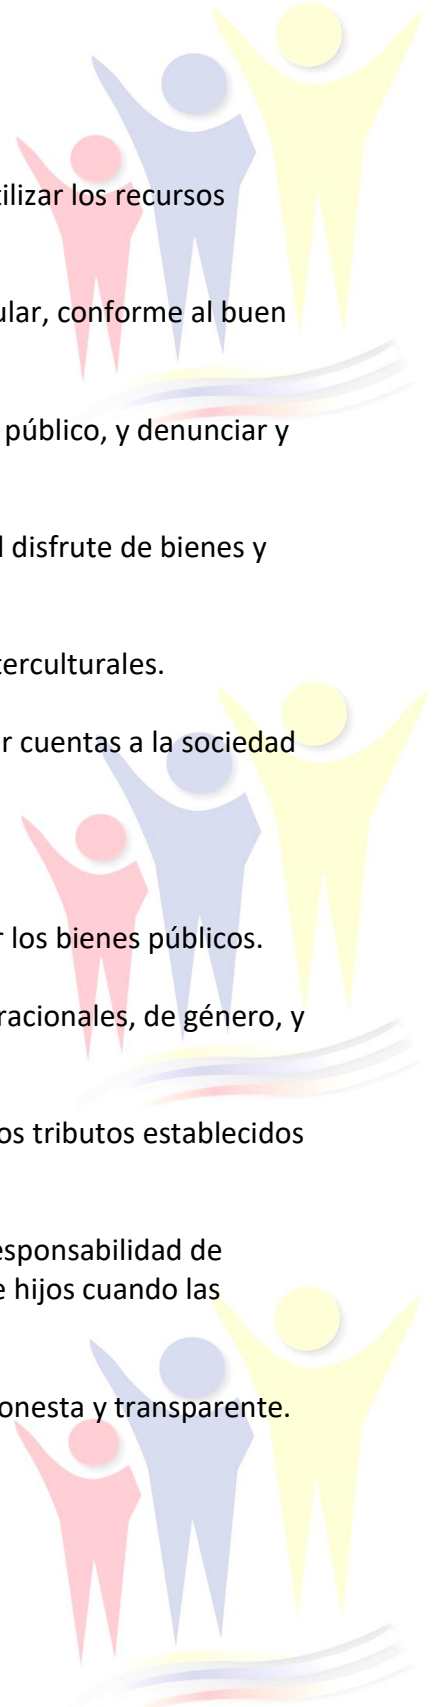 tilizar los recursos
ular, conforme al buen
público, y denunciar y
l disfrute de bienes y
terculturales.
r cuentas a la sociedad
r los bienes públicos.
racionales, de género, y
os tributos establecidos
esponsabilidad de
e hijos cuando las
onesta y transparente.